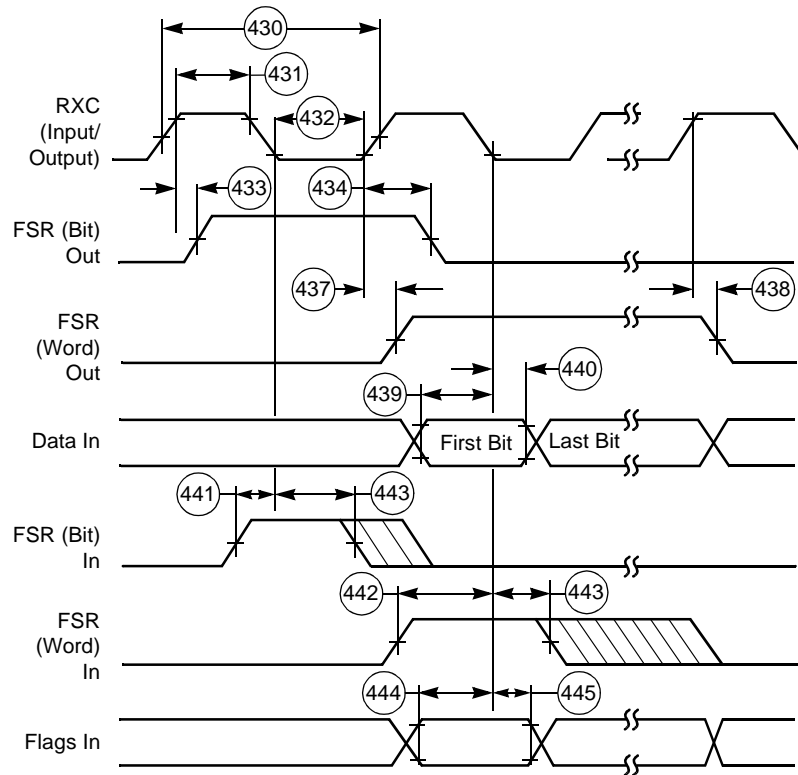 430
431
RXC
(Input/
Output)
432
433
434
FSR (Bit)
Out
437
438
FSR
(Word)
Out
440
439
Data In
First Bit
Last Bit
441
443
FSR (Bit)
In
442
443
FSR
(Word)
In
444
445
Flags In